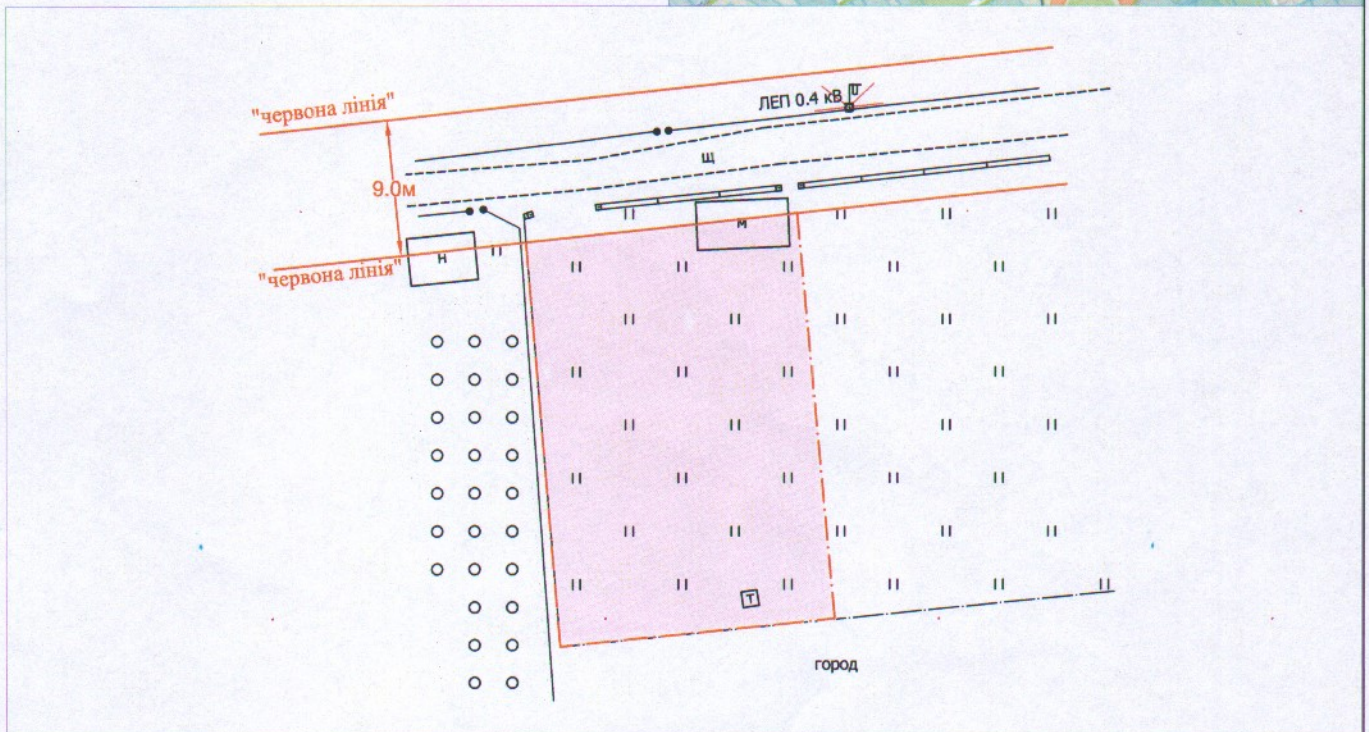 "червона лінія"
ЛЕП 0.4 кВ
Щ
9.0м
М
Н
"червона лінія"
Т
город